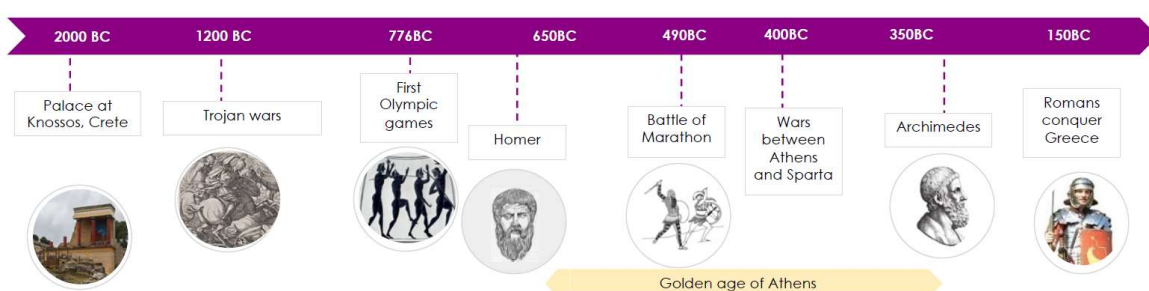 2000 BC 1200 BC 776BC 650BC 490BC 400BC 350BC 150BC
Palace at
Knossos, Crete
Trojan wars
First
Olympic
games
Homer
Battle of
Marathon
Wars
between
Athens
and Sparta
Archimedes
Romans
conquer
Greece
Golden age of Athens